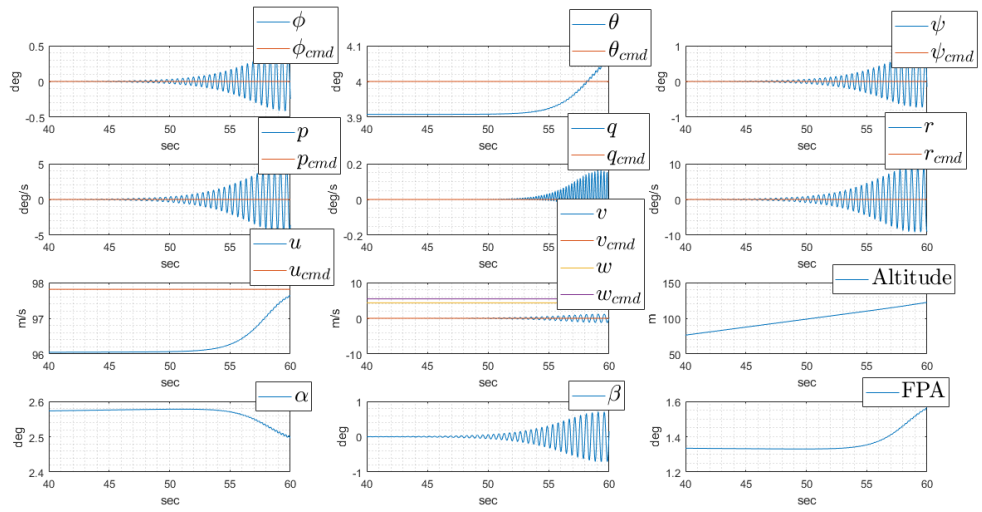 ϕ
ϕcmd
θ
θcmd
ψ
ψcmd
0.5
0
-0.5
deg
40
45
50
55
60
sec
4.1
4
3.9
deg
40
45
50
55
60
sec
1
0
-1
deg
40
45
50
55
60
sec
p
pcmd
q
qcmd
r
rcmd
5
0
-5
deg/s
40
45
50
55
60
sec
0.2
0
-0.2
deg/s
40
45
50
55
sec
10
0
-10
deg/s
40
45
50
55
60
sec
u
ucmd
v
vcmd
w
wcmd
Altitude
98
97
96
m/s
40
45
50
55
60
sec
10
0
-10
m/s
40
45
50
55
60
sec
150
100
50
m
40
45
50
55
60
sec
α
β
FPA
2.6
2.5
2.4
deg
40
45
50
55
60
sec
1
0
-1
deg
40
45
50
55
60
sec
1.6
1.4
1.2
deg
40
45
50
55
60
sec